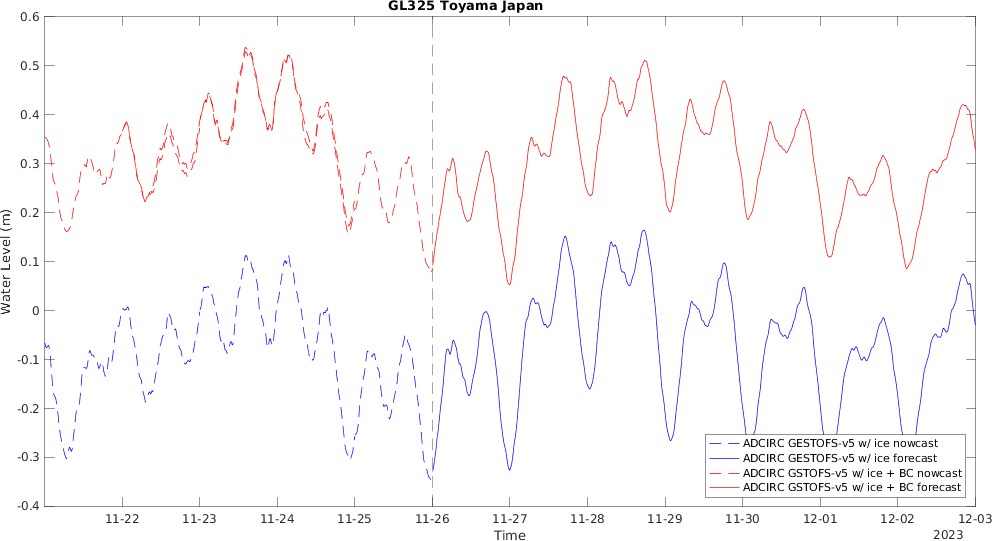 GL325 Toyama Japan
0.6
0.5
0.4
0.3
0.2
0.1
0
-0.1
-0.2
-0.3
-0.4
Water Level (m)
ADCIRC GESTOFS-v5 w/ ice nowcast
ADCIRC GESTOFS-v5 w/ ice forecast
ADCIRC GSTOFS-v5 w/ ice + BC nowcast
ADCIRC GSTOFS-v5 w/ ice + BC forecast
11-22 11-23 11-24 11-25 11-26 11-27 11-28 11-29 11-30 12-01 12-02 12-03
Time
2023